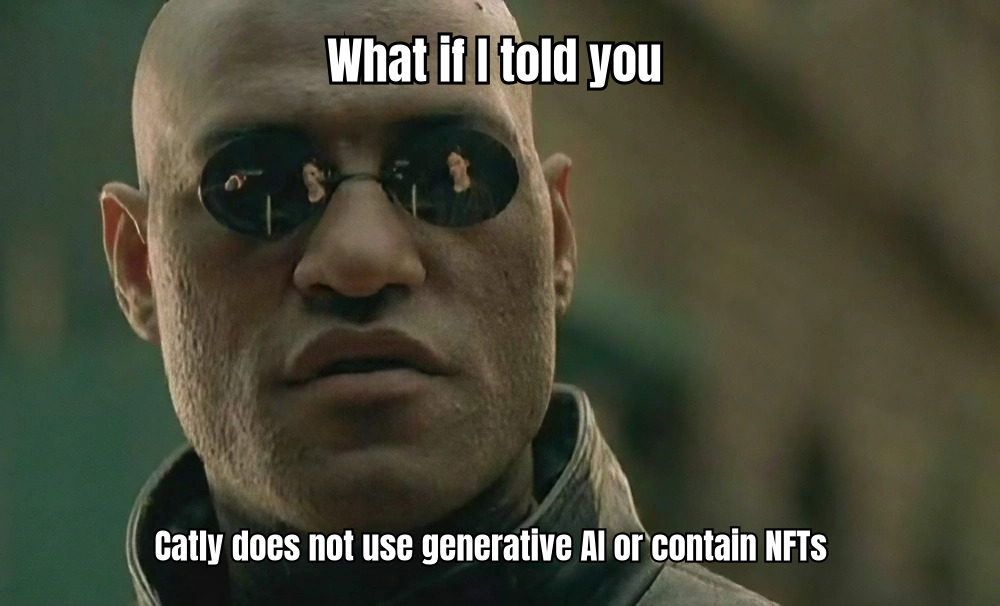 What if I told you
Catly does not use generative AI or contain NFTs